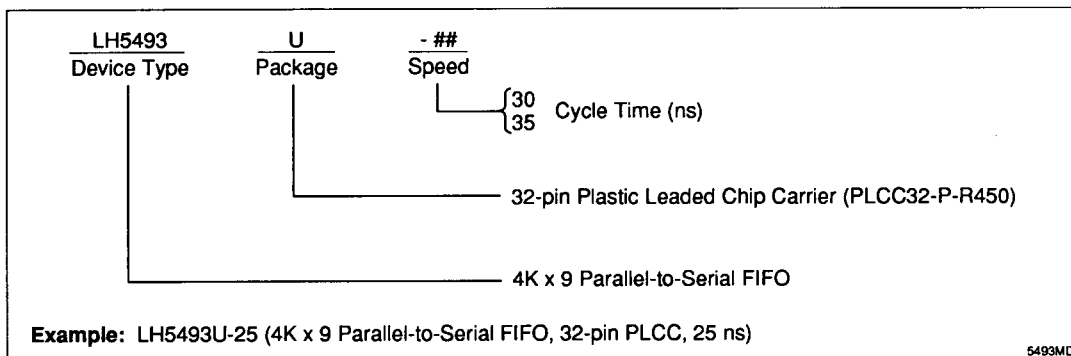 LH5493 U - ##
Device Type Package Speed
30
35
Cycle Time (ns)
32-pin Plastic Leaded Chip Carrier (PLCC32-P-R450)
4K x 9 Parallel-to-Serial FIFO
Example: LH5493U-25 (4K x 9 Parallel-to-Serial FIFO, 32-pin PLCC, 25 ns)
5493MD